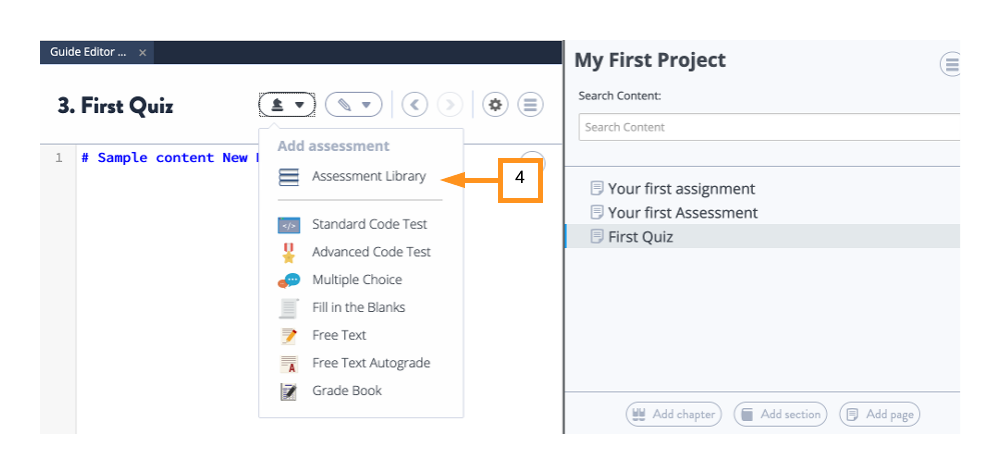 Guide Editor ... ×
3. First Quiz
1 # Sample content New
Add assessment
Assessment Library
4
Standard Code Test
Advanced Code Test
Multiple Choice
Fill in the Blanks
Free Text
Free Text Autograde
Grade Book
My First Project
Search Content:
Search Content
Your first assignment
Your first Assessment
First Quiz
Add chapter
Add section
Add page